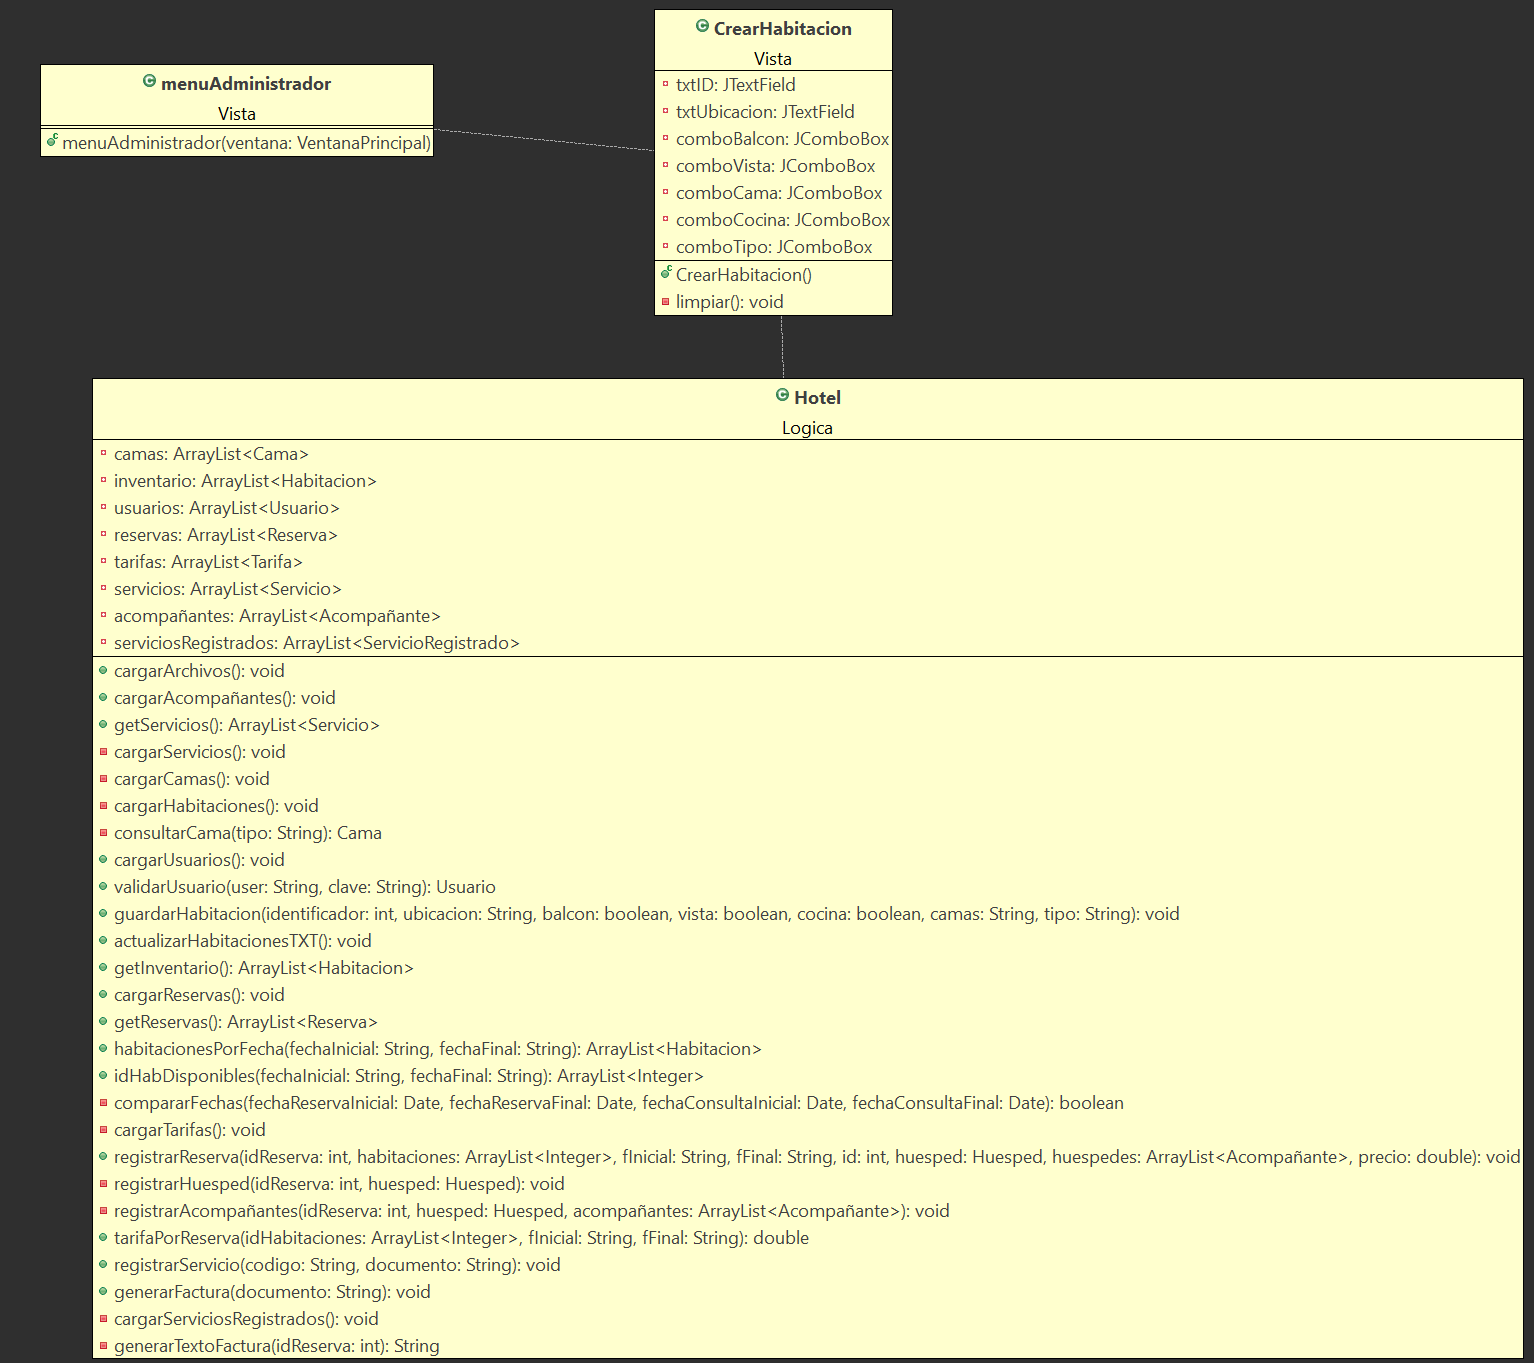 menuAdministrador
Vista
menuAdministrador(ventana: VentanaPrincipal)
CrearHabitacion
Vista
txtID: JTextField
txtUbicacion: JTextField
comboBalcon: JComboBox
comboVista: JComboBox
comboCama: JComboBox
comboCocina: JComboBox
comboTipo: JComboBox
CrearHabitacion()
limpiar(): void
Hotel
Logica
camas: ArrayList<Cama>
inventario: ArrayList<Habitacion>
usuarios: ArrayList<Usuario>
reservas: ArrayList<Reserva>
tarifas: ArrayList<Tarifa>
servicios: ArrayList<Servicio>
acompañantes: ArrayList<Acompañante>
serviciosRegistrados: ArrayList<ServicioRegistrado>
cargarArchivos(): void
cargarAcompañantes(): void
getServicios(): ArrayList<Servicio>
cargarServicios(): void
cargarCamas(): void
cargarHabitaciones(): void
consultarCama(tipo: String): Cama
cargarUsuarios(): void
validarUsuario(user: String, clave: String): Usuario
guardarHabitacion(identificador: int, ubicacion: String, balcon: boolean, vista: boolean, cocina: boolean, camas: String, tipo: String): void
actualizarHabitacionesTXT(): void
getInventario(): ArrayList<Habitacion>
cargarReservas(): void
getReservas(): ArrayList<Reserva>
habitacionesPorFecha(fechaInicial: String, fechaFinal: String): ArrayList<Habitacion>
idHabDisponibles(fechaInicial: String, fechaFinal: String): ArrayList<Integer>
compararFechas(fechaReservaInicial: Date, fechaReservaFinal: Date, fechaConsultaInicial: Date, fechaConsultaFinal: Date): boolean
cargarTarifas(): void
registrarReserva(idReserva: int, habitaciones: ArrayList<Integer>, fInicial: String, fFinal: String, id: int, huesped: Huesped, huespedes: ArrayList<Acompañante>, precio: double): void
registrarHuesped(idReserva: int, huesped: Huesped): void
registrarAcompañantes(idReserva: int, huesped: Huesped, acompañantes: ArrayList<Acompañante>): void
tarifaPorReserva(idHabitaciones: ArrayList<Integer>, fInicial: String, fFinal: String): double
registrarServicio(codigo: String, documento: String): void
generarFactura(documento: String): void
cargarServiciosRegistrados(): void
generarTextoFactura(idReserva: int): String